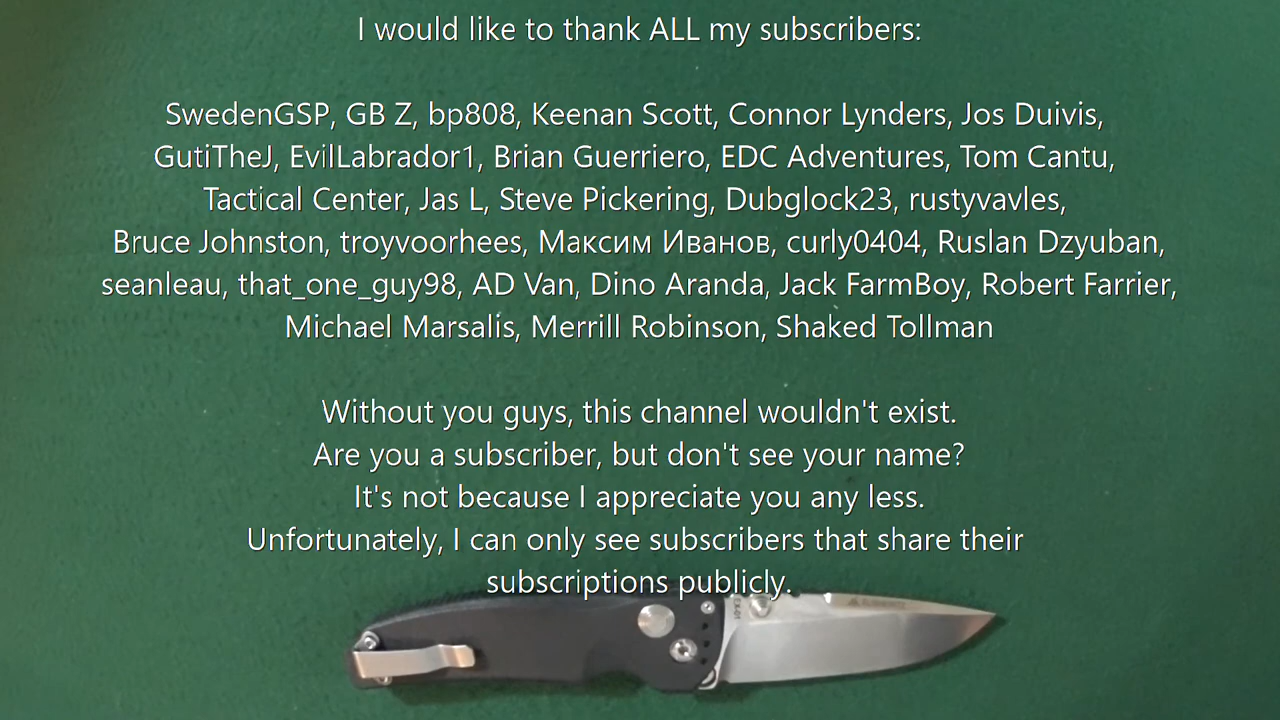 I would like to thank ALL my subscribers:
SwedenGSP, GB Z, bp808, Keenan Scott, Connor Lynders, Jos Duivis,
GutiTheJ, EvilLabrador1, Brian Guerriero, EDC Adventures, Tom Cantu,
Tactical Center, Jas L, Steve Pickering, Dubglock23, rustyvavles,
Bruce Johnston, troyvoorhees, Максим Иванов, curly0404, Ruslan Dzyuban,
seanleau, that_one_guy98, AD Van, Dino Aranda, Jack FarmBoy, Robert Farrier,
Michael Marsalis, Merrill Robinson, Shaked Tollman
Without you guys, this channel wouldn't exist.
Are you a subscriber, but don't see your name?
It's not because I appreciate you any less.
Unfortunately, I can only see subscribers that share their
subscriptions publicly.